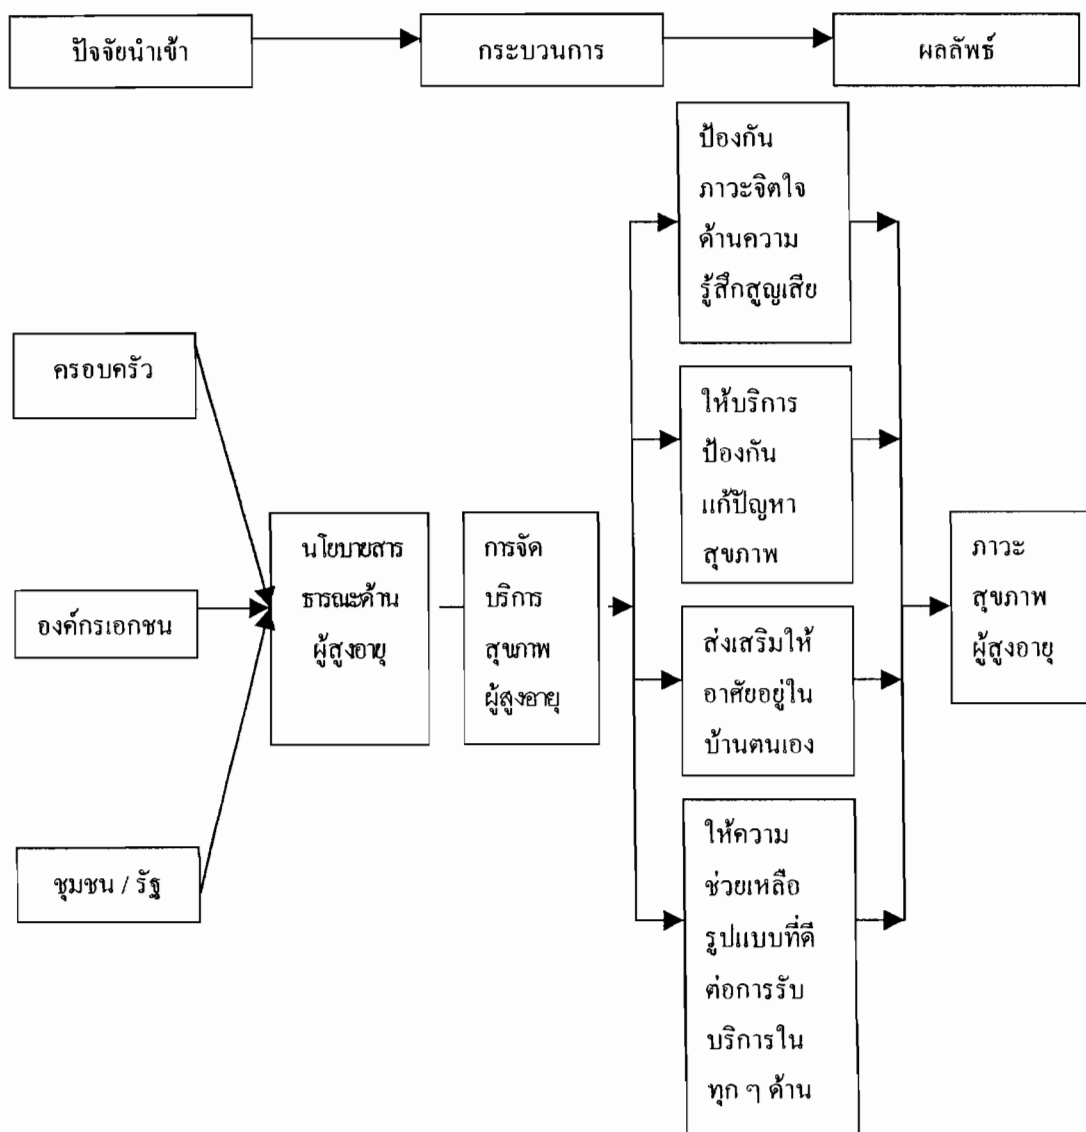 ปัจจัยนำเข้า
กระบวนการ
ผลลัพธ์
ครอบครัว
องค์กรเอกชน
ชุมชน / รัฐ
นโยบายสาร
ธารณะด้าน
ผู้สูงอายุ
การจัด
บริการ
สุขภาพ
ผู้สูงอายุ
ป้องกัน
ภาวะจิตใจ
ด้านความ
รู้สึกสูญเสีย
ให้บริการ
ป้องกัน
แก้ปัญหา
สุขภาพ
ส่งเสริมให้
อาศัยอยู่ใน
บ้านตนเอง
ให้ความ
ช่วยเหลือ
รูปแบบที่ดี
ต่อการรับ
บริการใน
ทุก ๆ ด้าน
ภาวะ
สุขภาพ
ผู้สูงอายุ